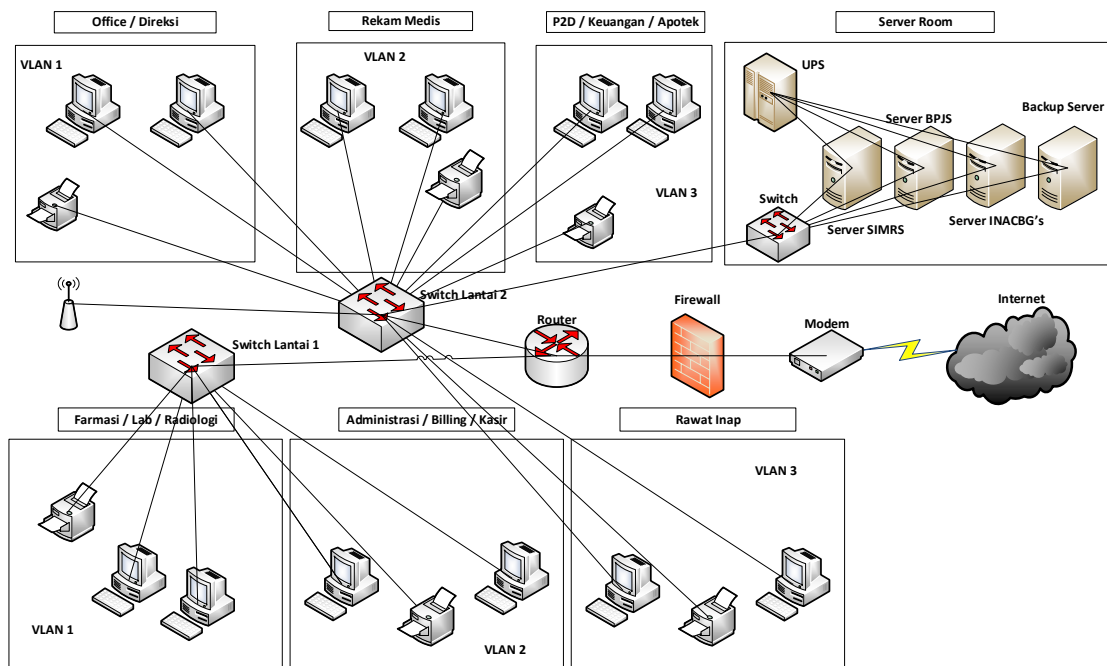 Office / Direksi
Rekam Medis
P2D / Keuangan / Apotek
Server Room
VLAN 1
VLAN 2
VLAN 3
UPS
Server BPJS
Backup Server
Switch
Server SIMRS
Server INACBG's
Switch Lantai 2
Switch Lantai 1
Router
Firewall
Modem
Internet
Farmasi / Lab / Radiologi
Administrasi / Billing / Kasir
Rawat Inap
VLAN 1
VLAN 2
VLAN 3